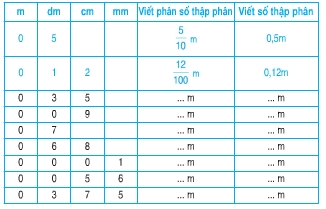 m dm cm mm Viết phân số thập phân Viết số thập phân
0 5 5/10 m 0,5m
0 1 2 12/100 m 0,12m
0 3 5 ... m ... m
0 0 9 ... m ... m
0 7 ... m ... m
0 6 8 ... m ... m
0 0 0 1 ... m ... m
0 0 5 6 ... m ... m
0 3 7 5 ... m ... m